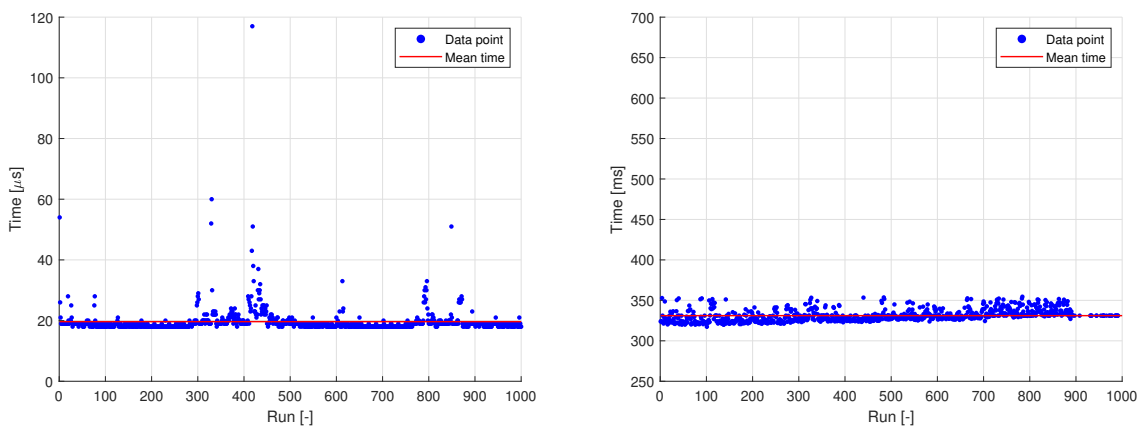 120
100
80
60
40
20
0
Time [μs]
0 100 200 300 400 500 600 700 800 900 1000
Run [-]
Data point
Mean time
700
650
600
550
500
450
400
350
300
250
Time [ms]
0 100 200 300 400 500 600 700 800 900 1000
Run [-]
Data point
Mean time